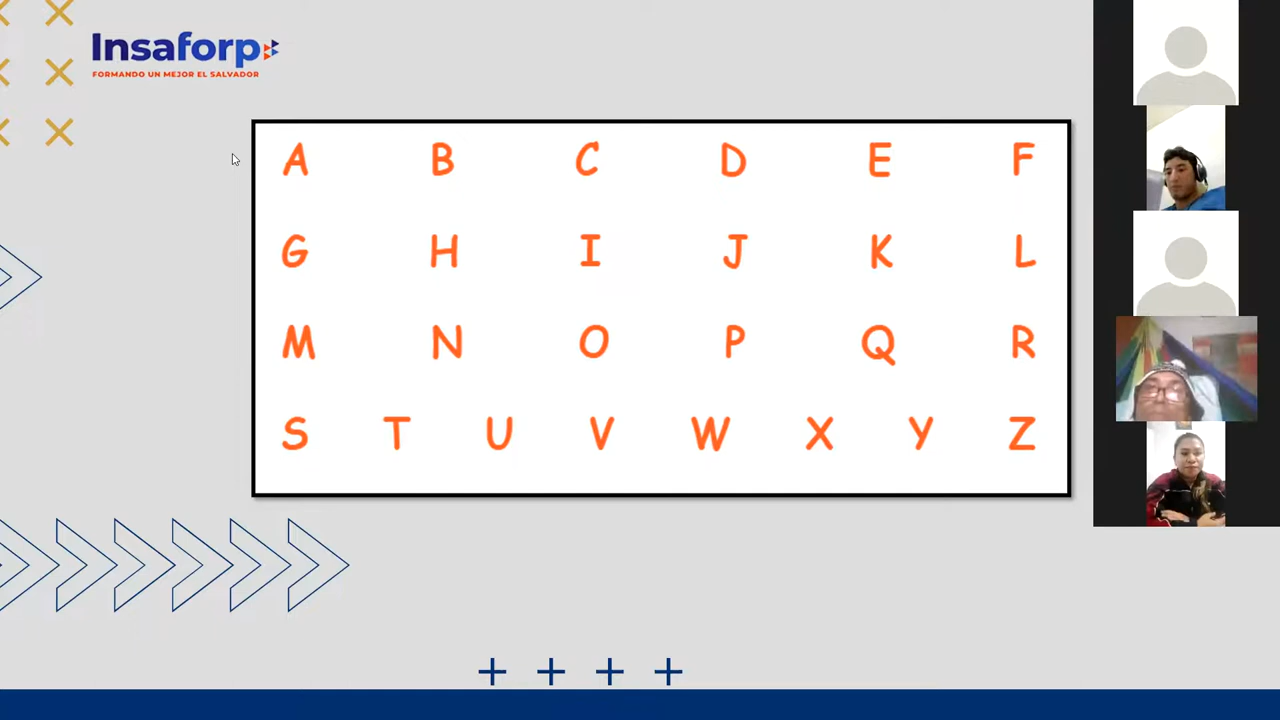 Insaforp
FORMANDO UN MEJOR EL SALVADOR
A B C D E F
G H I J K L
M N O P Q R
S T U V W X Y Z